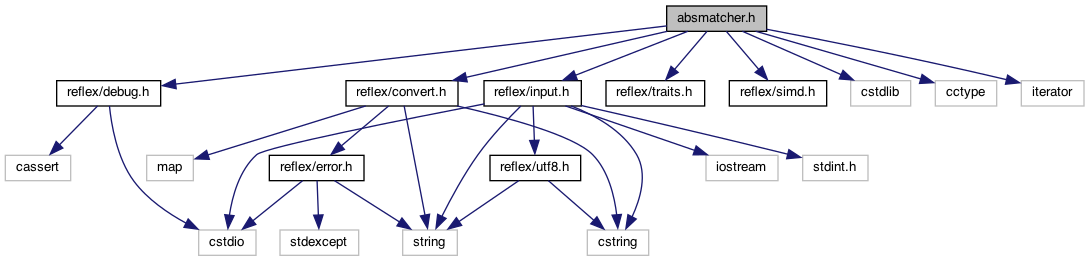 absmatcher.h
reflex/debug.h
reflex/convert.h
reflex/input.h
reflex/traits.h
reflex/simd.h
cstdlib
cctype
iterator
cassert
map
reflex/error.h
reflex/utf8.h
iostream
stdint.h
cstdio
stdexcept
string
cstring